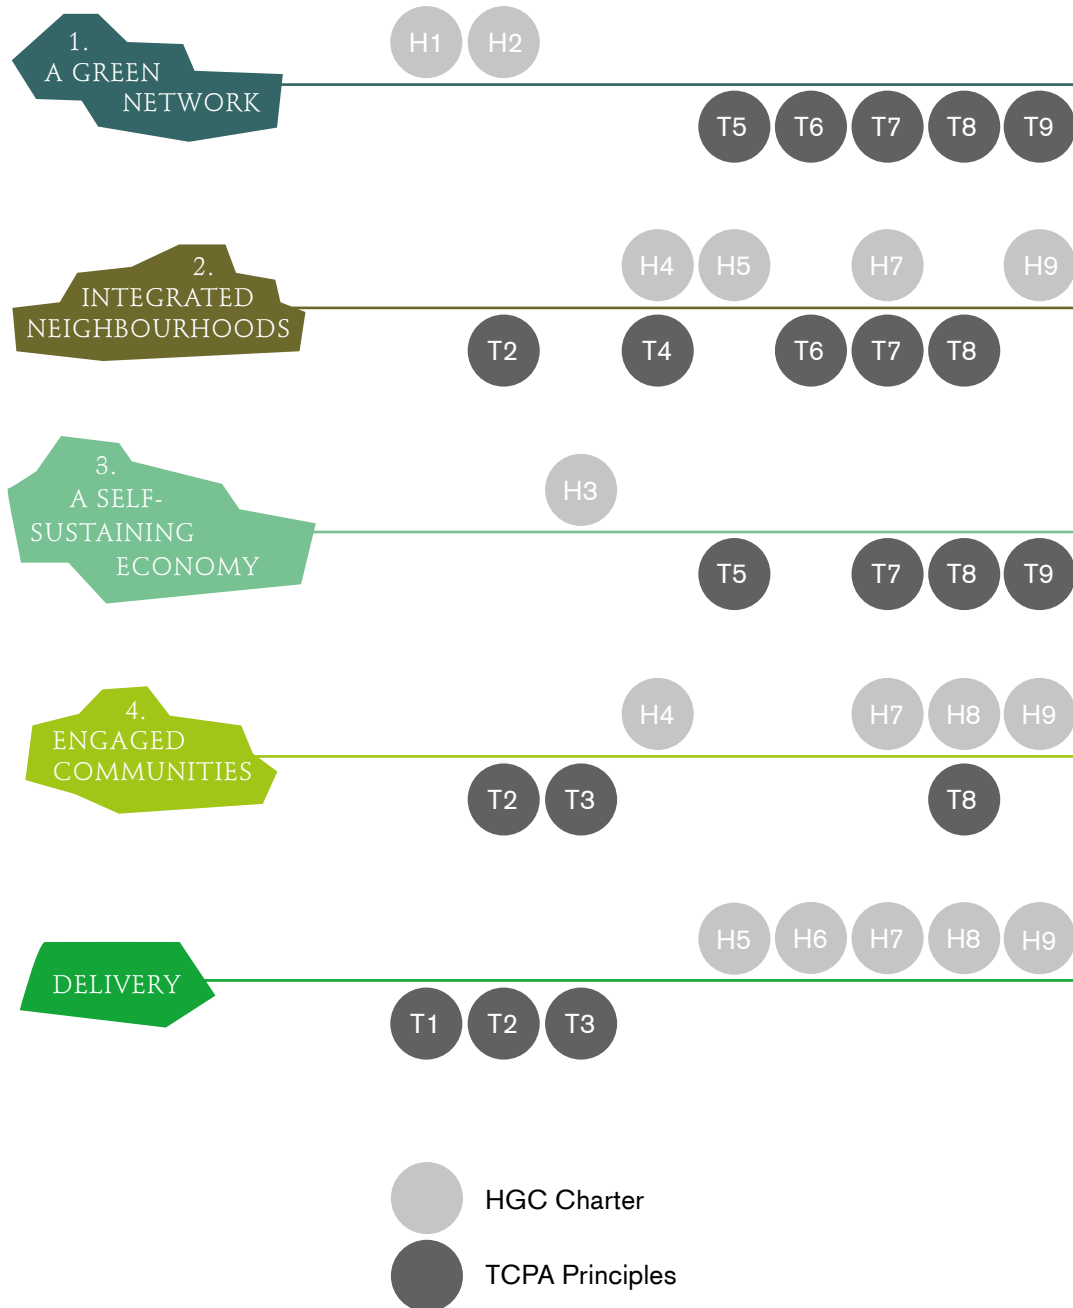 1.
A GREEN
NETWORK
H1 H2
T5 T6 T7 T8 T9
2.
INTEGRATED
NEIGHBOURHOODS
H4 H5 H7 H9
T2 T4 T6 T7 T8
3.
A SELF-
SUSTAINING
ECONOMY
H3
T5 T7 T8 T9
4.
ENGAGED
COMMUNITIES
H4 H7 H8 H9
T2 T3 T8
DELIVERY
H5 H6 H7 H8 H9
T1 T2 T3
HGC Charter
TCPA Principles